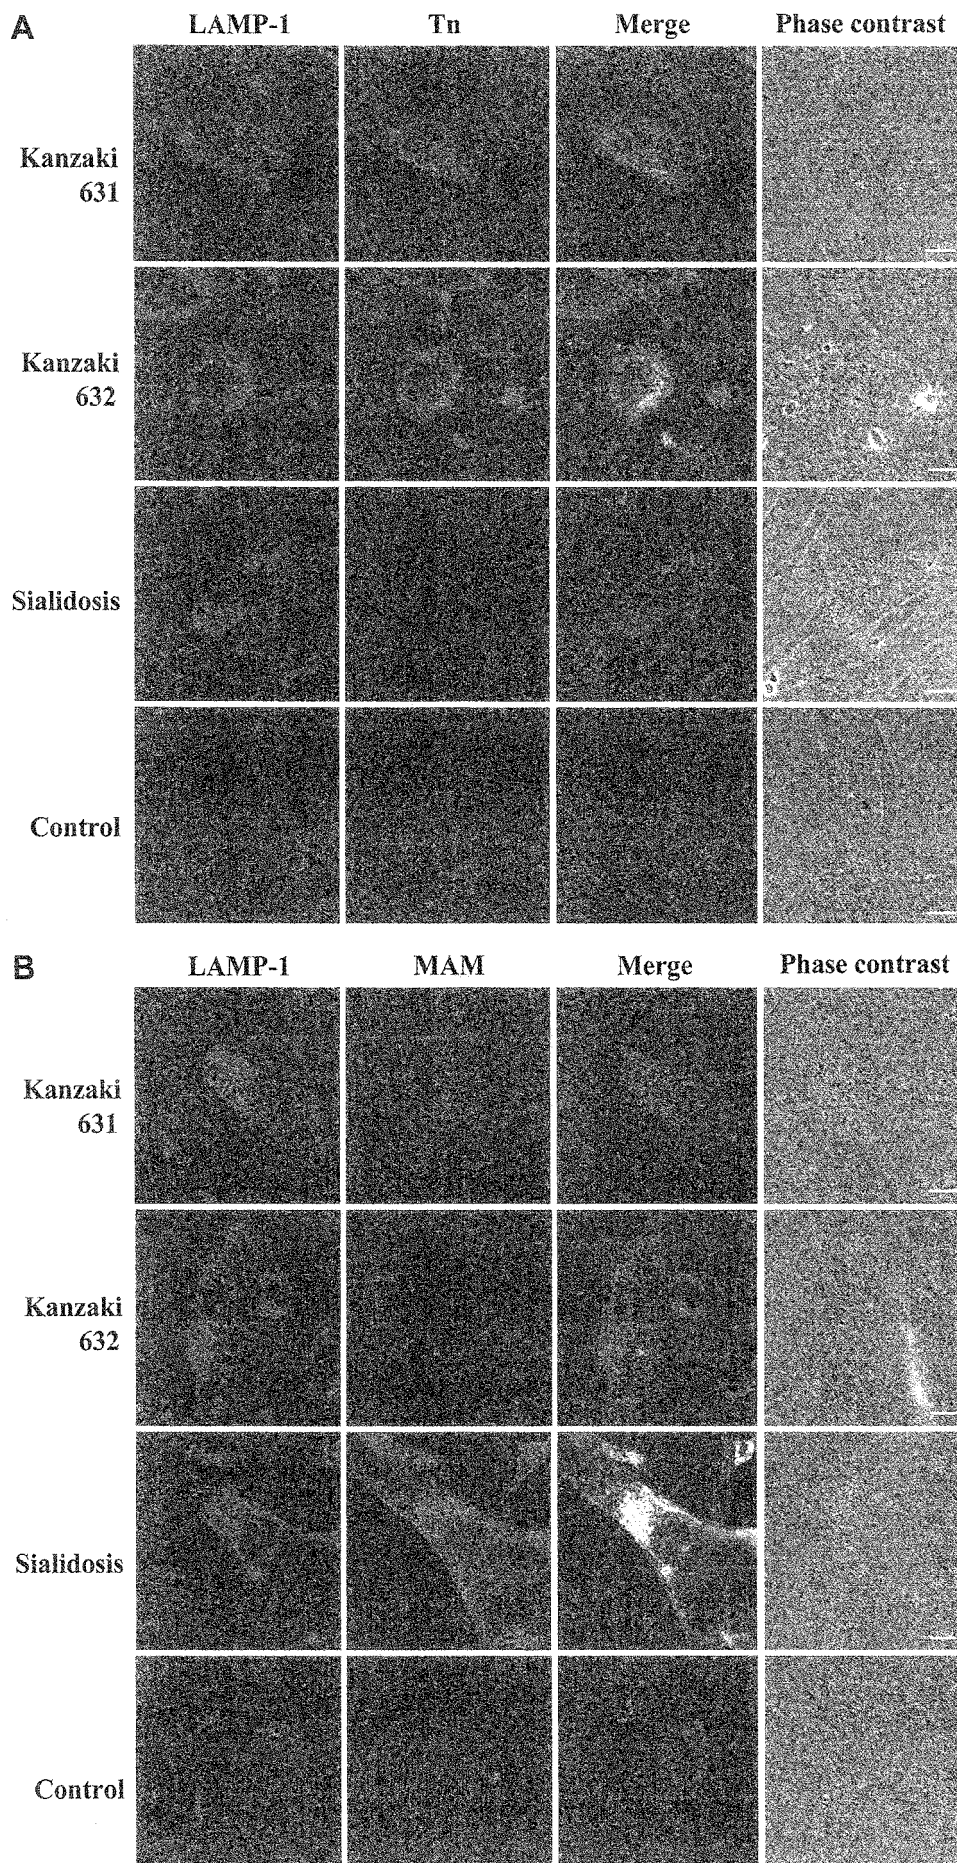 A
LAMP-1 Tn Merge Phase contrast
Kanzaki
631
Kanzaki
632
Sialidosis
Control
B
LAMP-1 MAM Merge Phase contrast
Kanzaki
631
Kanzaki
632
Sialidosis
Control